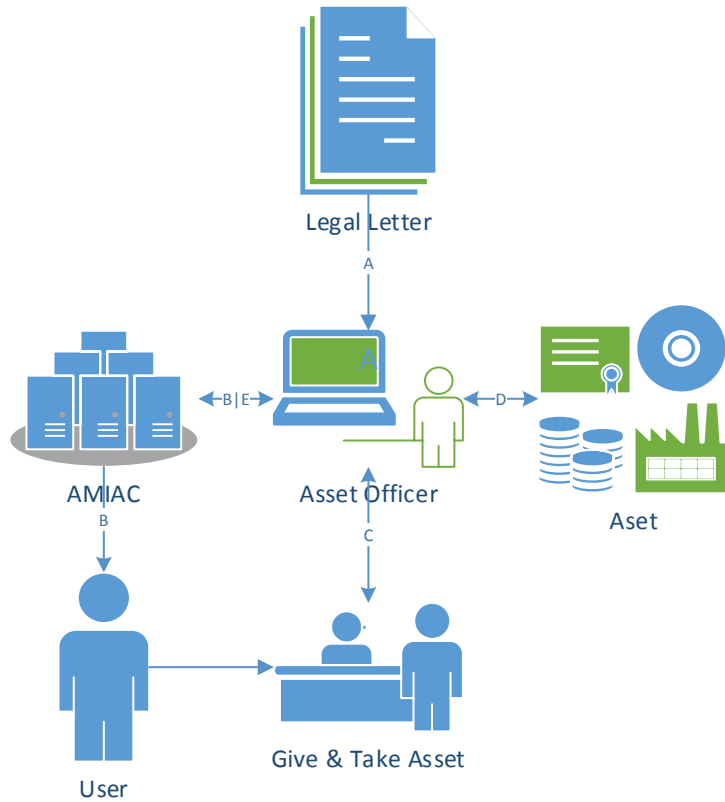 Legal Letter
A
A
B|E
D
AMIAC
Asset Officer
Aset
B
C
User
Give & Take Asset